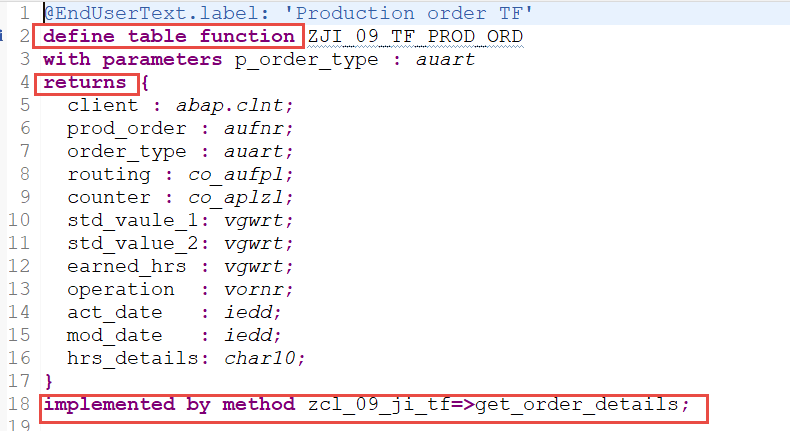 1 @EndUserText.label: 'Production order TF'
2 define table function ZJI_09_TF_PROD_ORD
3 with parameters p_order_type : auart
4 returns {
5 client : abap.clnt;
6 prod_order : aufnr;
7 order_type : auart;
8 routing : co_aufpl;
9 counter : co_aplzl;
10 std_vaule_1: vgwrt;
11 std_value_2: vgwrt;
12 earned_hrs : vgwrt;
13 operation  : vornr;
14 act_date   : iedd;
15 mod_date   : iedd;
16 hrs_details: char10;
17 }
18 implemented by method zcl_09_ji_tf=>get_order_details;
19